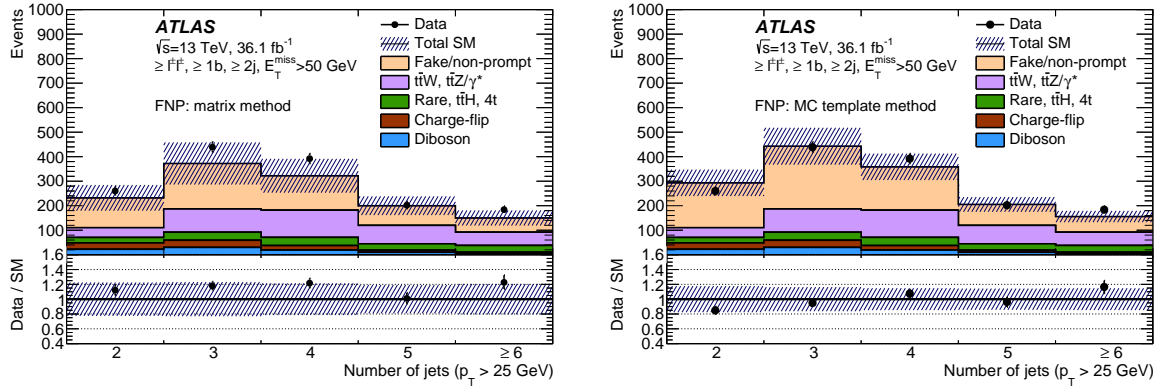 Events
1000
900
800
700
600
500
400
300
200
100
ATLAS
√s=13 TeV, 36.1 fb⁻¹
≥ l±l±, ≥ 1b, ≥ 2j, E_T^miss>50 GeV
FNP: matrix method
Data
Total SM
Fake/non-prompt
tt̄W, tt̄Z/γ*
Rare, tt̄H, 4t
Charge-flip
Diboson
Data / SM
1.6
1.4
1.2
1
0.8
0.6
0.4
2 3 4 5 ≥ 6
Number of jets (p_T > 25 GeV)
Events
1000
900
800
700
600
500
400
300
200
100
ATLAS
√s=13 TeV, 36.1 fb⁻¹
≥ l±l±, ≥ 1b, ≥ 2j, E_T^miss>50 GeV
FNP: MC template method
Data
Total SM
Fake/non-prompt
tt̄W, tt̄Z/γ*
Rare, tt̄H, 4t
Charge-flip
Diboson
Data / SM
1.6
1.4
1.2
1
0.8
0.6
0.4
2 3 4 5 ≥ 6
Number of jets (p_T > 25 GeV)